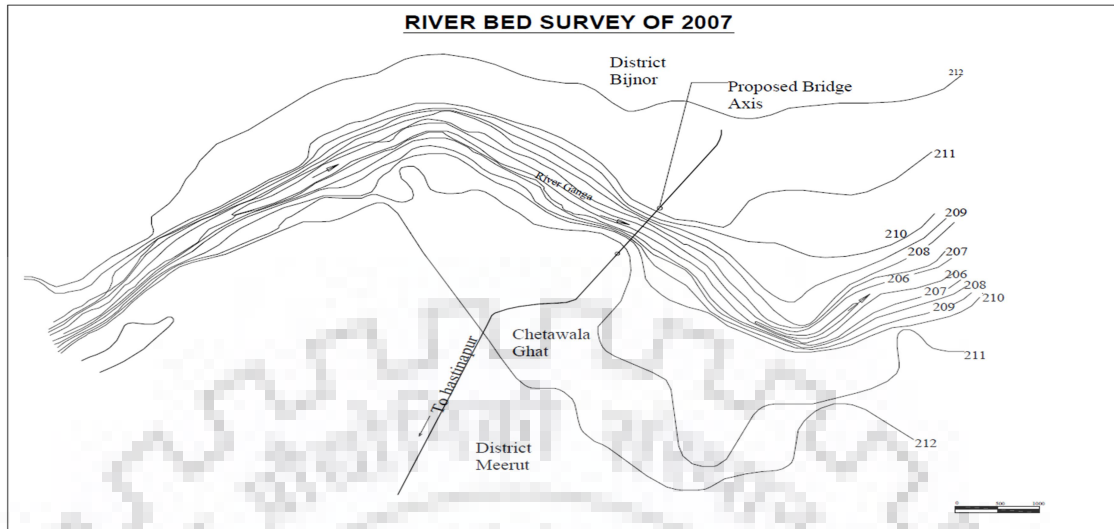 RIVER BED SURVEY OF 2007
District
Bijnor
Proposed Bridge
Axis
212
211
River Ganga
209
210
208
207
206
206
207
208
210
209
211
Chetawala
Ghat
To hastinapur
District
Meerut
212
0 500 1000